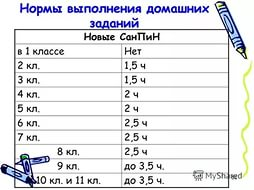 Нормы выполнения домашних
заданий
Новые СанПиН
в 1 классе Нет
2 кл. 1,5 ч
3 кл. 1,5 ч
4 кл. 2 ч
5 кл. 2 ч
6 кл. 2,5 ч
7 кл. 2,5 ч
8 кл. 2,5 ч
9 кл. до 3,5 ч.
10 кл. и 11 кл. до 3,5 ч.
MyShared